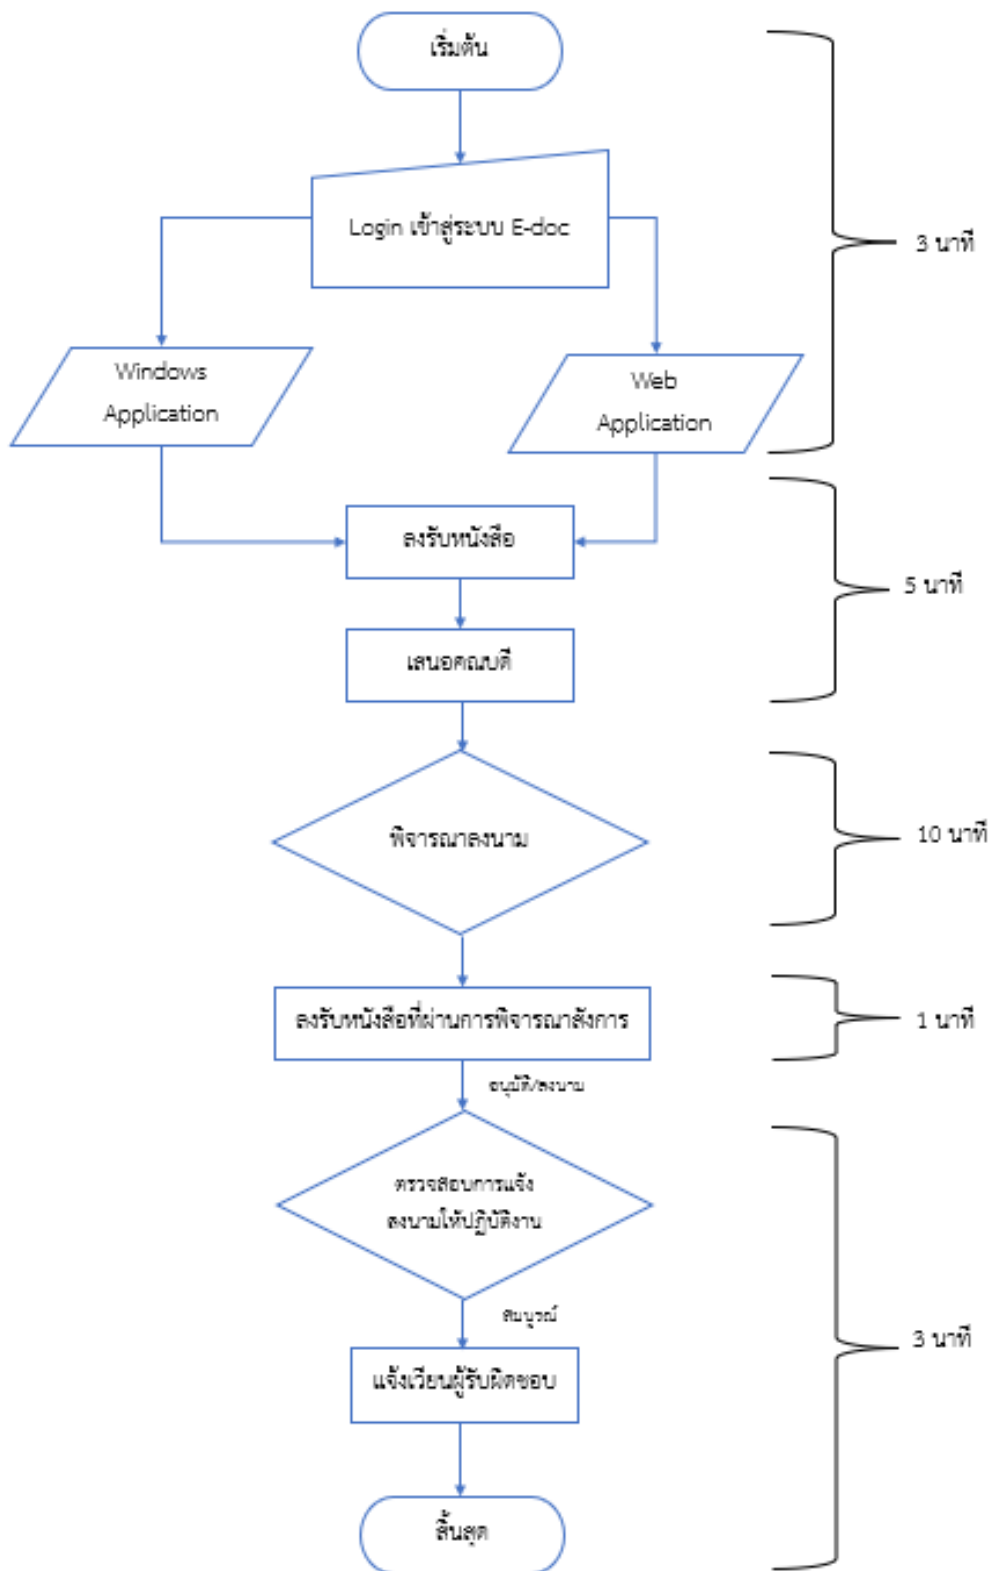 เริ่มต้น
Login เข้าสู่ระบบ E-doc
3 นาที
Windows
Application
Web
Application
ลงรับหนังสือ
5 นาที
เสนอคณบดี
พิจารณาลงนาม
10 นาที
ลงรับหนังสือที่ผ่านการพิจารณาสั่งการ
1 นาที
อนุมัติ/ลงนาม
ตรวจสอบการแจ้ง
ลงนามให้ปฏิบัติงาน
สมบูรณ์
3 นาที
แจ้งเวียนผู้รับผิดชอบ
สิ้นสุด